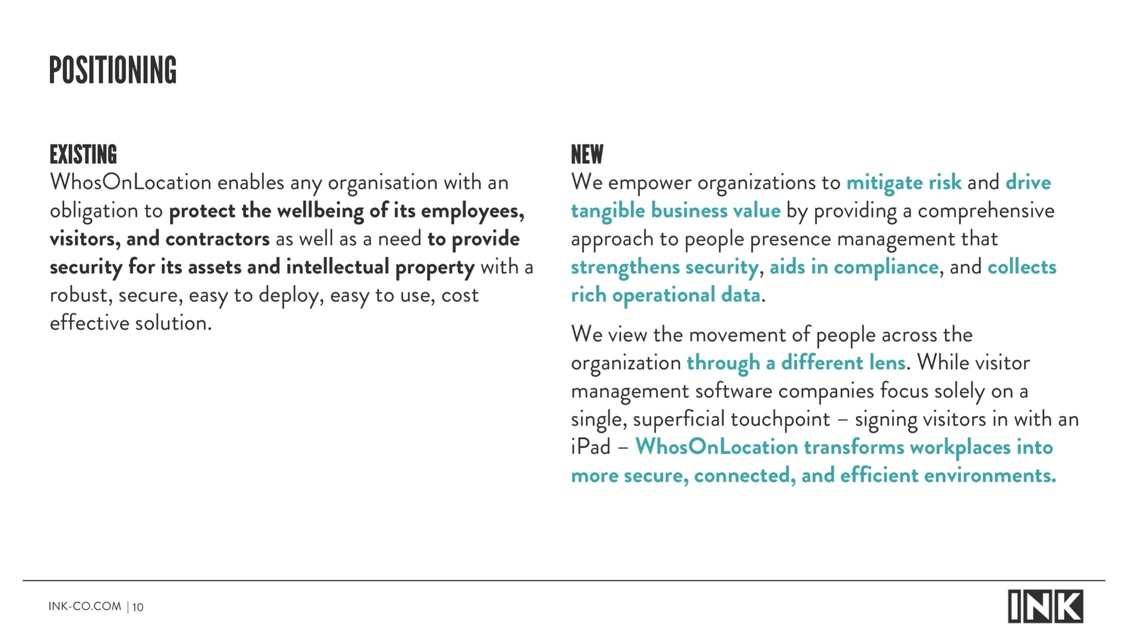 POSITIONING
EXISTING
WhosOnLocation enables any organisation with an
obligation to protect the wellbeing of its employees,
visitors, and contractors as well as a need to provide
security for its assets and intellectual property with a
robust, secure, easy to deploy, easy to use, cost
effective solution.
NEW
We empower organizations to mitigate risk and drive
tangible business value by providing a comprehensive
approach to people presence management that
strengthens security, aids in compliance, and collects
rich operational data.
We view the movement of people across the
organization through a different lens. While visitor
management software companies focus solely on a
single, superficial touchpoint – signing visitors in with an
iPad – WhosOnLocation transforms workplaces into
more secure, connected, and efficient environments.
INK-CO.COM | 10
INK